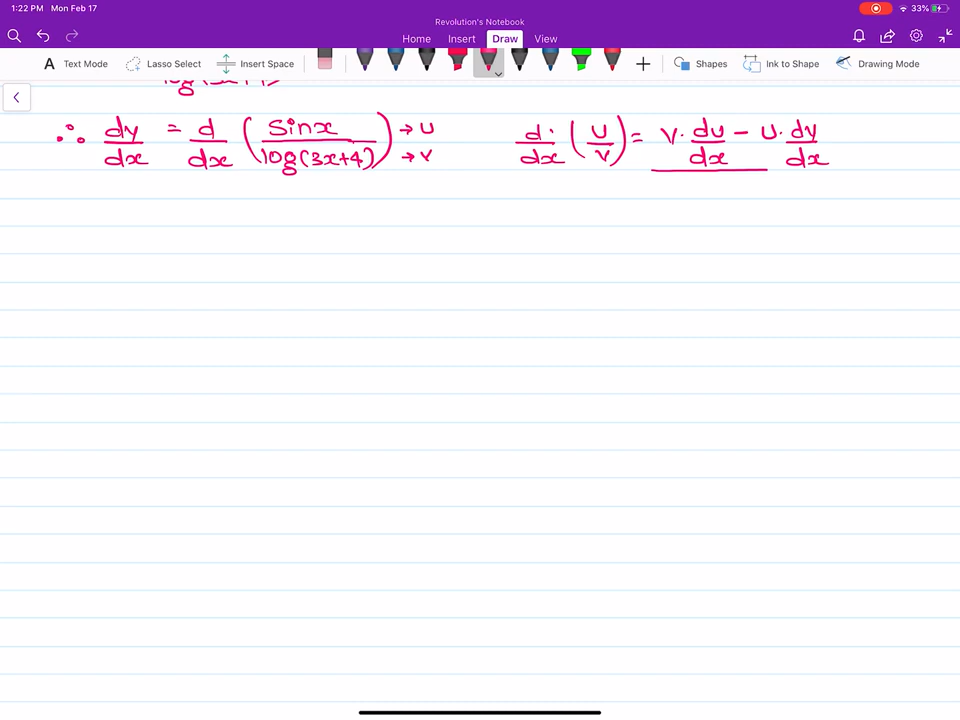 1:22 PM Mon Feb 17 33%
Revolution's Notebook
Home Insert Draw View
A Text Mode Lasso Select Insert Space Shapes Ink to Shape Drawing Mode
∴ dy/dx = d/dx ( Sinx / log(3x+4) ) → u → v d/dx (u/v) = v. du/dx - u. dv/dx